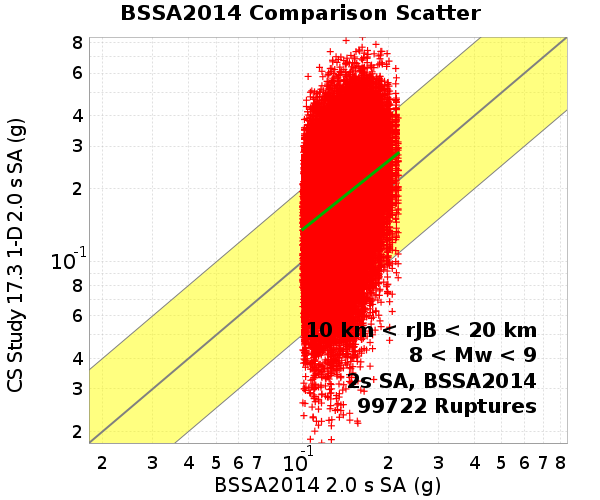 BSSA2014 Comparison Scatter
CS Study 17.3 1-D 2.0 s SA (g)
8
6
4
3
2
10^-1
8
6
4
3
2
10 km < rJB < 20 km
8 < Mw < 9
2s SA, BSSA2014
99722 Ruptures
2 3 4 5 6 7 10^-1 2 3 4 5 6 7 8
BSSA2014 2.0 s SA (g)